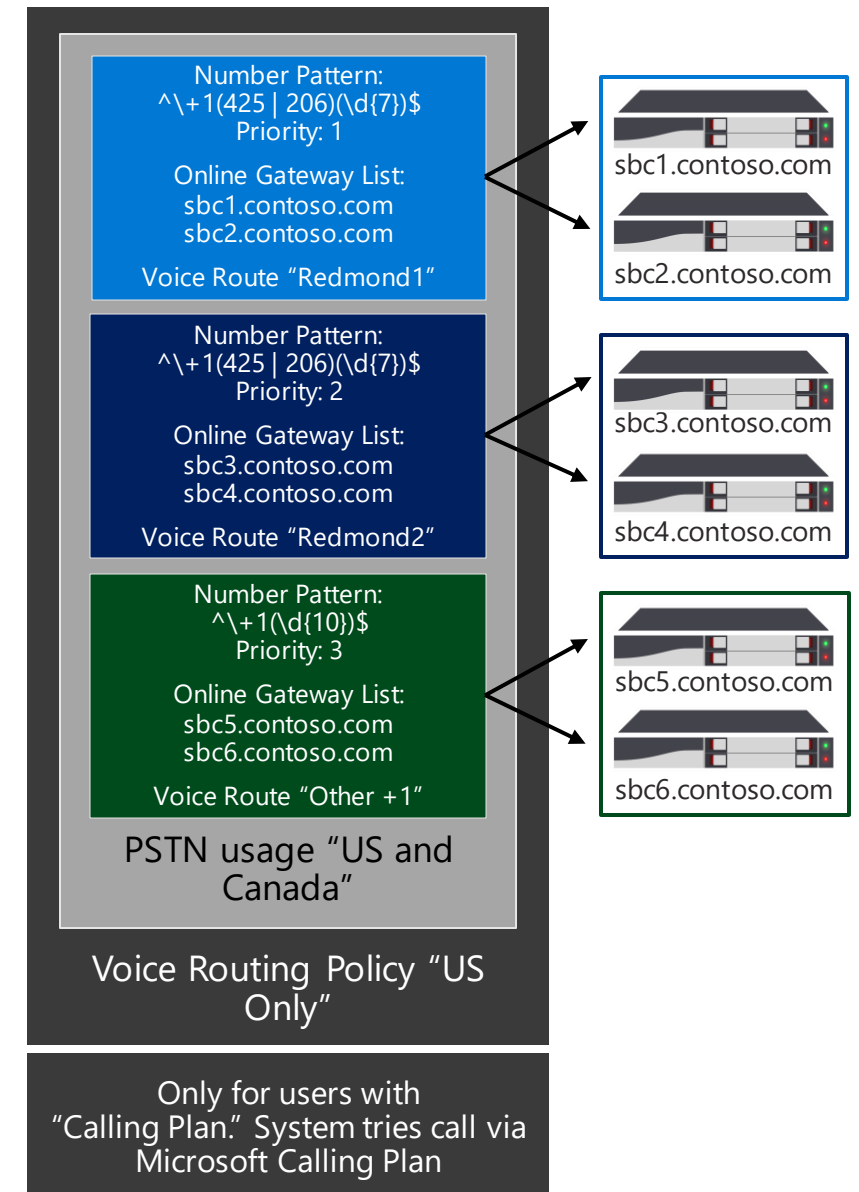 Number Pattern:
^\+1(425 | 206)(\d{7})$
Priority: 1
Online Gateway List:
sbc1.contoso.com
sbc2.contoso.com
Voice Route “Redmond1”
sbc1.contoso.com
sbc2.contoso.com
Number Pattern:
^\+1(425 | 206)(\d{7})$
Priority: 2
Online Gateway List:
sbc3.contoso.com
sbc4.contoso.com
Voice Route “Redmond2”
sbc3.contoso.com
sbc4.contoso.com
Number Pattern:
^\+1(\d{10})$
Priority: 3
Online Gateway List:
sbc5.contoso.com
sbc6.contoso.com
Voice Route “Other +1”
sbc5.contoso.com
sbc6.contoso.com
PSTN usage “US and
Canada”
Voice Routing Policy “US
Only”
Only for users with
“Calling Plan.” System tries call via
Microsoft Calling Plan